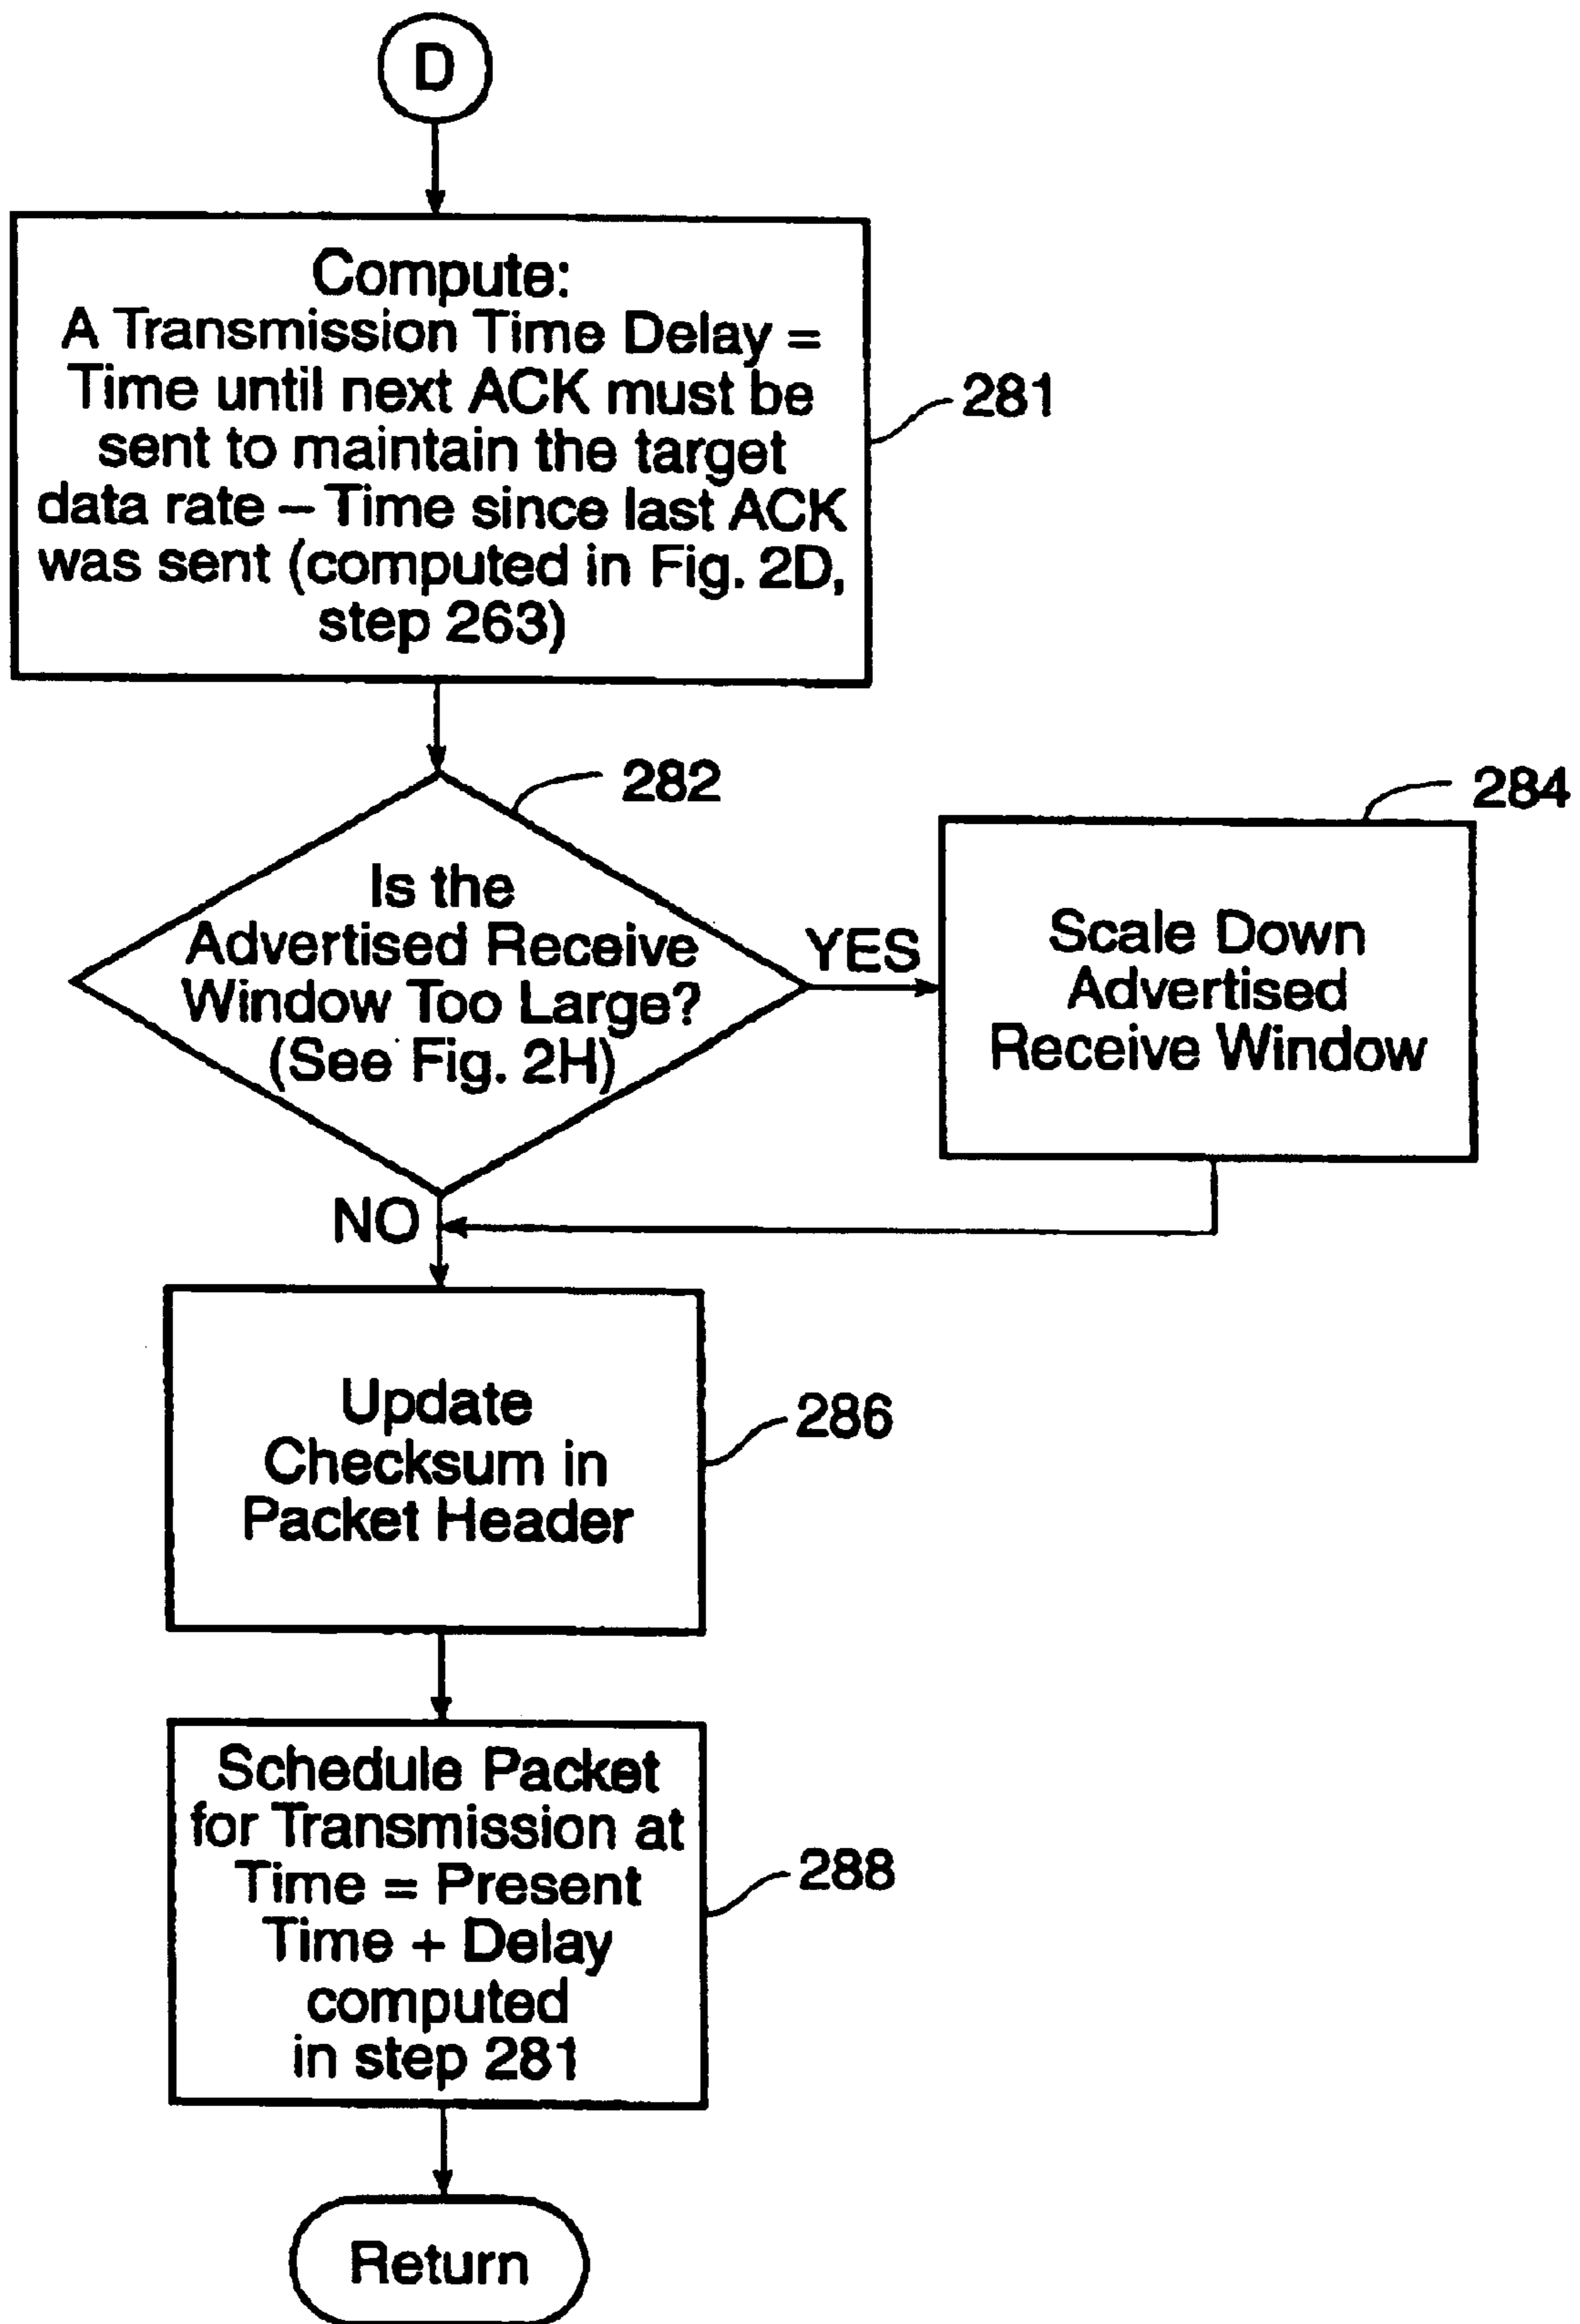 D
Compute:
A Transmission Time Delay =
Time until next ACK must be
sent to maintain the target
data rate – Time since last ACK
was sent (computed in Fig. 2D,
step 263)
281
282
Is the
Advertised Receive
Window Too Large?
(See Fig. 2H)
YES
284
Scale Down
Advertised
Receive Window
NO
Update
Checksum in
Packet Header
286
Schedule Packet
for Transmission at
Time = Present
Time + Delay
computed
in step 281
288
Return